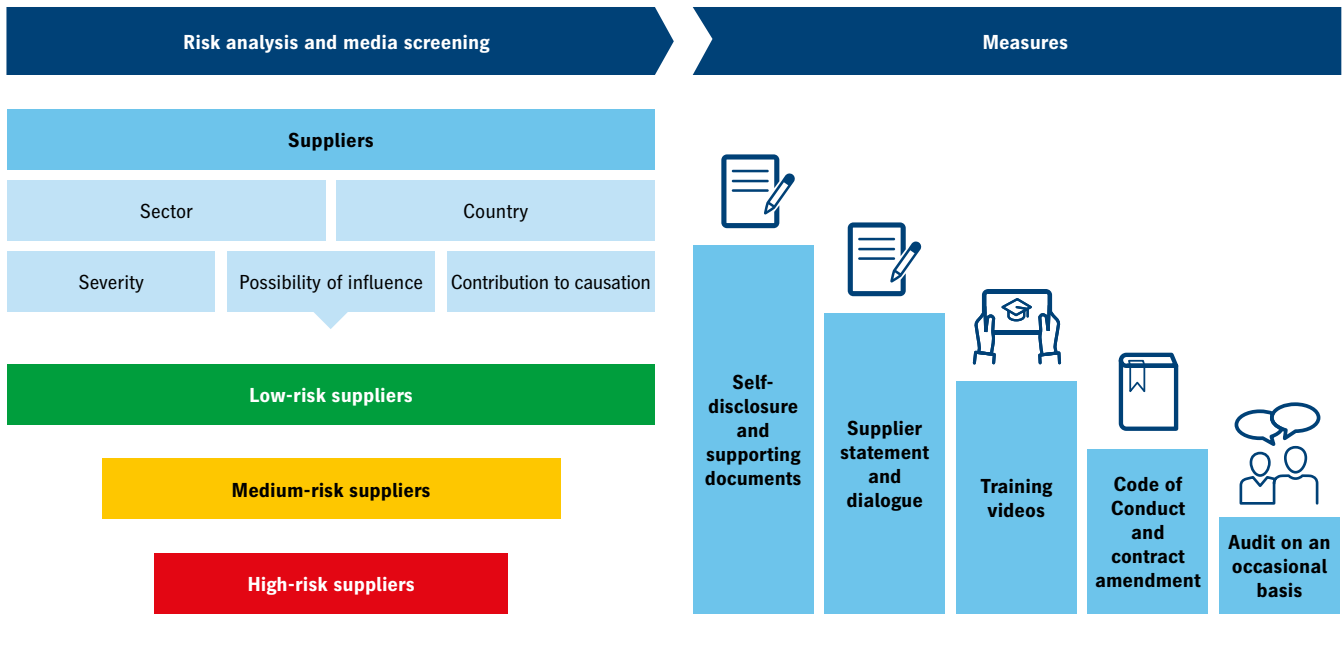 Risk analysis and media screening
Measures
Suppliers
Sector
Country
Severity
Possibility of influence
Contribution to causation
Low-risk suppliers
Medium-risk suppliers
High-risk suppliers
Self-
disclosure
and
supporting
documents
Supplier
statement
and
dialogue
Training
videos
Code of
Conduct
and
contract
amendment
Audit on an
occasional
basis